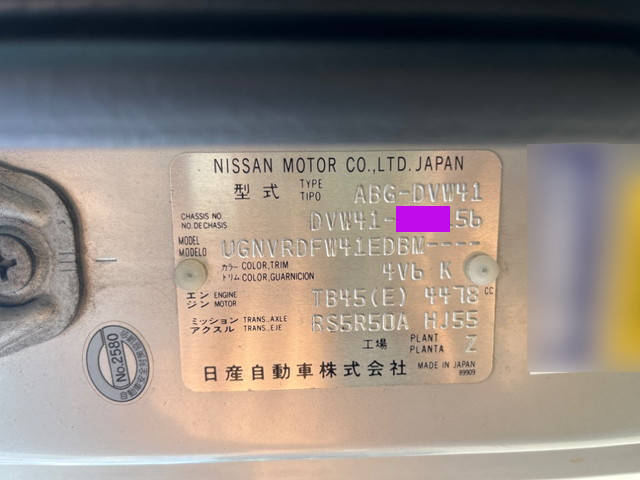 NISSAN MOTOR CO.,LTD. JAPAN
型式 TYPE TIPO ABG-DVW41
CHASSIS NO. NO.DE CHASIS DVW41- 56
MODEL MODELO UGNVRDFW41EDBM----
カラー COLOR,TRIM トリム COLOR,GUARNICION 4V6 K
エンジン ENGINE MOTOR TB45(E) 4478 CC
ミッション TRANS.,AXLE アクスル TRANS.,EJE RS5R50A HJ55
工場 PLANT PLANTA Z
日産自動車株式会社 MADE IN JAPAN
89909
No.2580